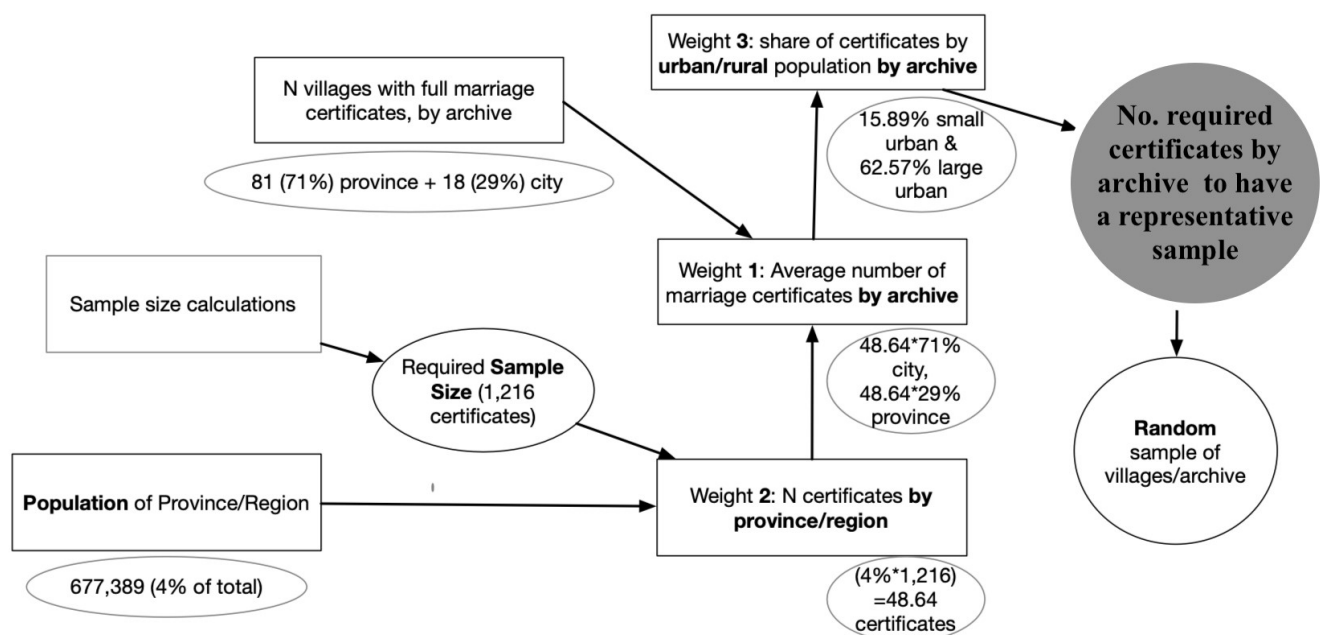 Weight 3: share of certificates by
urban/rural population by archive
N villages with full marriage
certificates, by archive
81 (71%) province + 18 (29%) city
15.89% small
urban &
62.57% large
urban
No. required
certificates by
archive to have
a representative
sample
Weight 1: Average number of
marriage certificates by archive
Sample size calculations
Required Sample
Size (1,216
certificates)
48.64*71%
city,
48.64*29%
province
Random
sample of
villages/archive
Population of Province/Region
Weight 2: N certificates by
province/region
677,389 (4% of total)
(4%*1,216)
=48.64
certificates